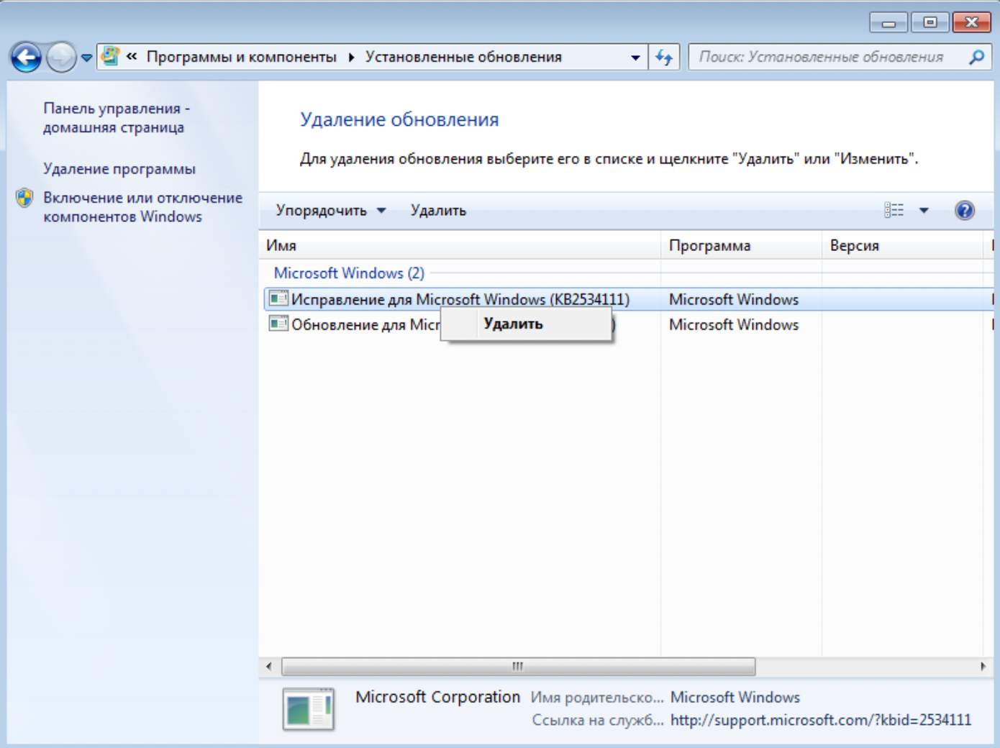 « Программы и компоненты Установленные обновления
Поиск: Установленные обновления
Панель управления -
домашняя страница
Удаление программы
Включение или отключение
компонентов Windows
Удаление обновления
Для удаления обновления выберите его в списке и щелкните "Удалить" или "Изменить".
Упорядочить Удалить
Имя Программа Версия
Microsoft Windows (2)
Исправление для Microsoft Windows (KB2534111) Microsoft Windows
Обновление для Micr ) Microsoft Windows
Удалить
Microsoft Corporation Имя родительско... Microsoft Windows
Ссылка на служб... http://support.microsoft.com/?kbid=2534111